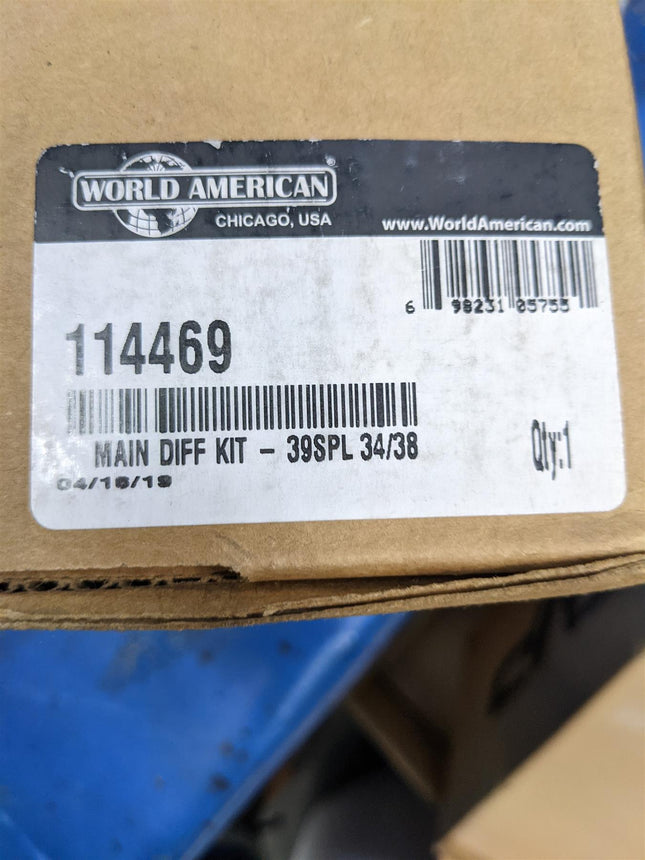 WORLD AMERICAN®
CHICAGO, USA
www.WorldAmerican.com
6 98231 05755
114469
MAIN DIFF KIT - 39SPL 34/38
Qty:1
04/16/19